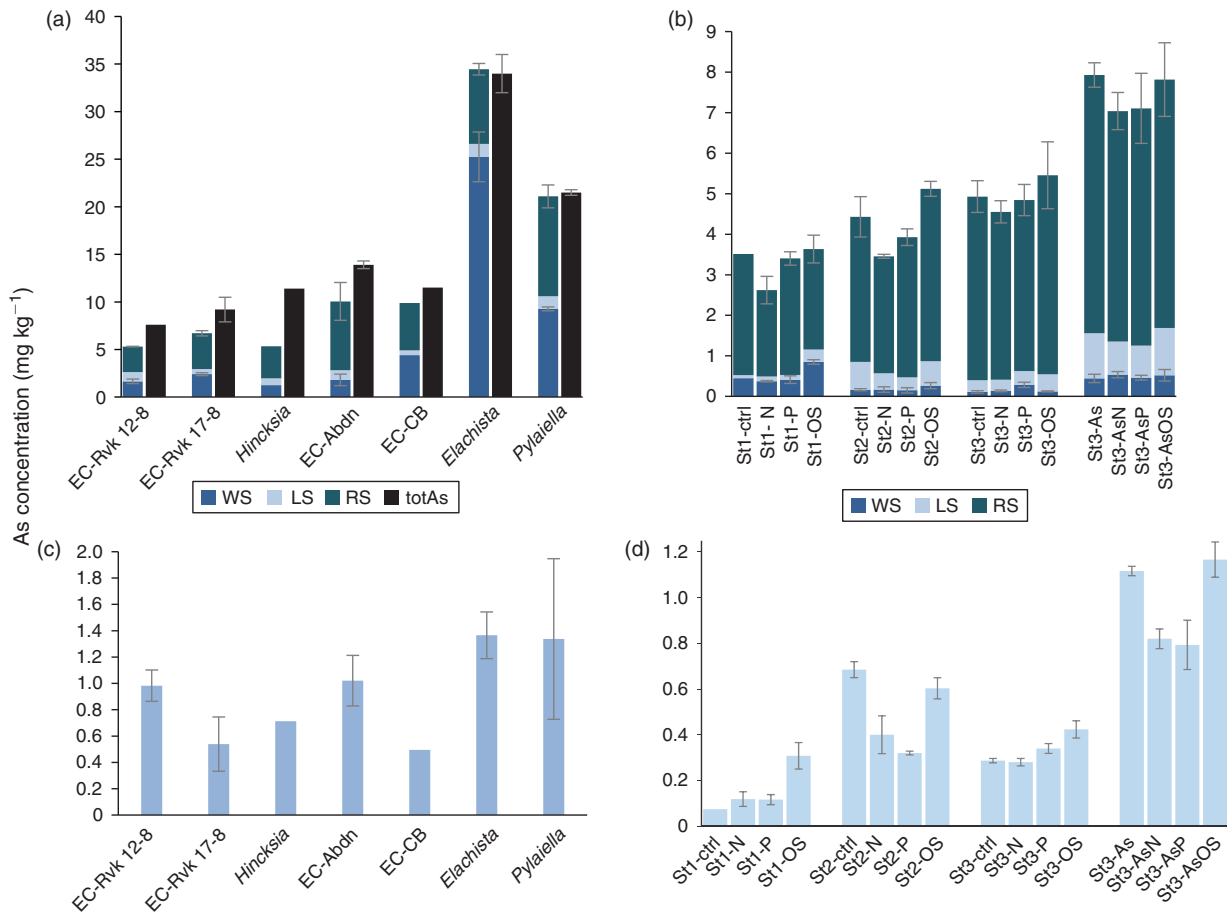 (a)
40
35
30
25
20
15
10
5
0
EC-Rvk 12-8
EC-Rvk 17-8
Hincksia
EC-Abdn
EC-CB
Elachista
Pylaiella
WS LS RS totAs
(b)
9
8
7
6
5
4
3
2
1
0
St1-ctrl
St1- N
St1-P
St1-OS
St2-ctrl
St2-N
St2-P
St2-OS
St3-ctrl
St3-N
St3-P
St3-OS
St3-As
St3-AsN
St3-AsP
St3-AsOS
WS LS RS
As concentration (mg kg−1)
(c)
2.0
1.8
1.6
1.4
1.2
1.0
0.8
0.6
0.4
0.2
0
EC-Rvk 12-8
EC-Rvk 17-8
Hincksia
EC-Abdn
EC-CB
Elachista
Pylaiella
(d)
1.2
1.0
0.8
0.6
0.4
0.2
0
St1-ctrl
St1-N
St1-P
St1-OS
St2-ctrl
St2-N
St2-P
St2-OS
St3-ctrl
St3-N
St3-P
St3-OS
St3-As
St3-AsN
St3-AsP
St3-AsOS